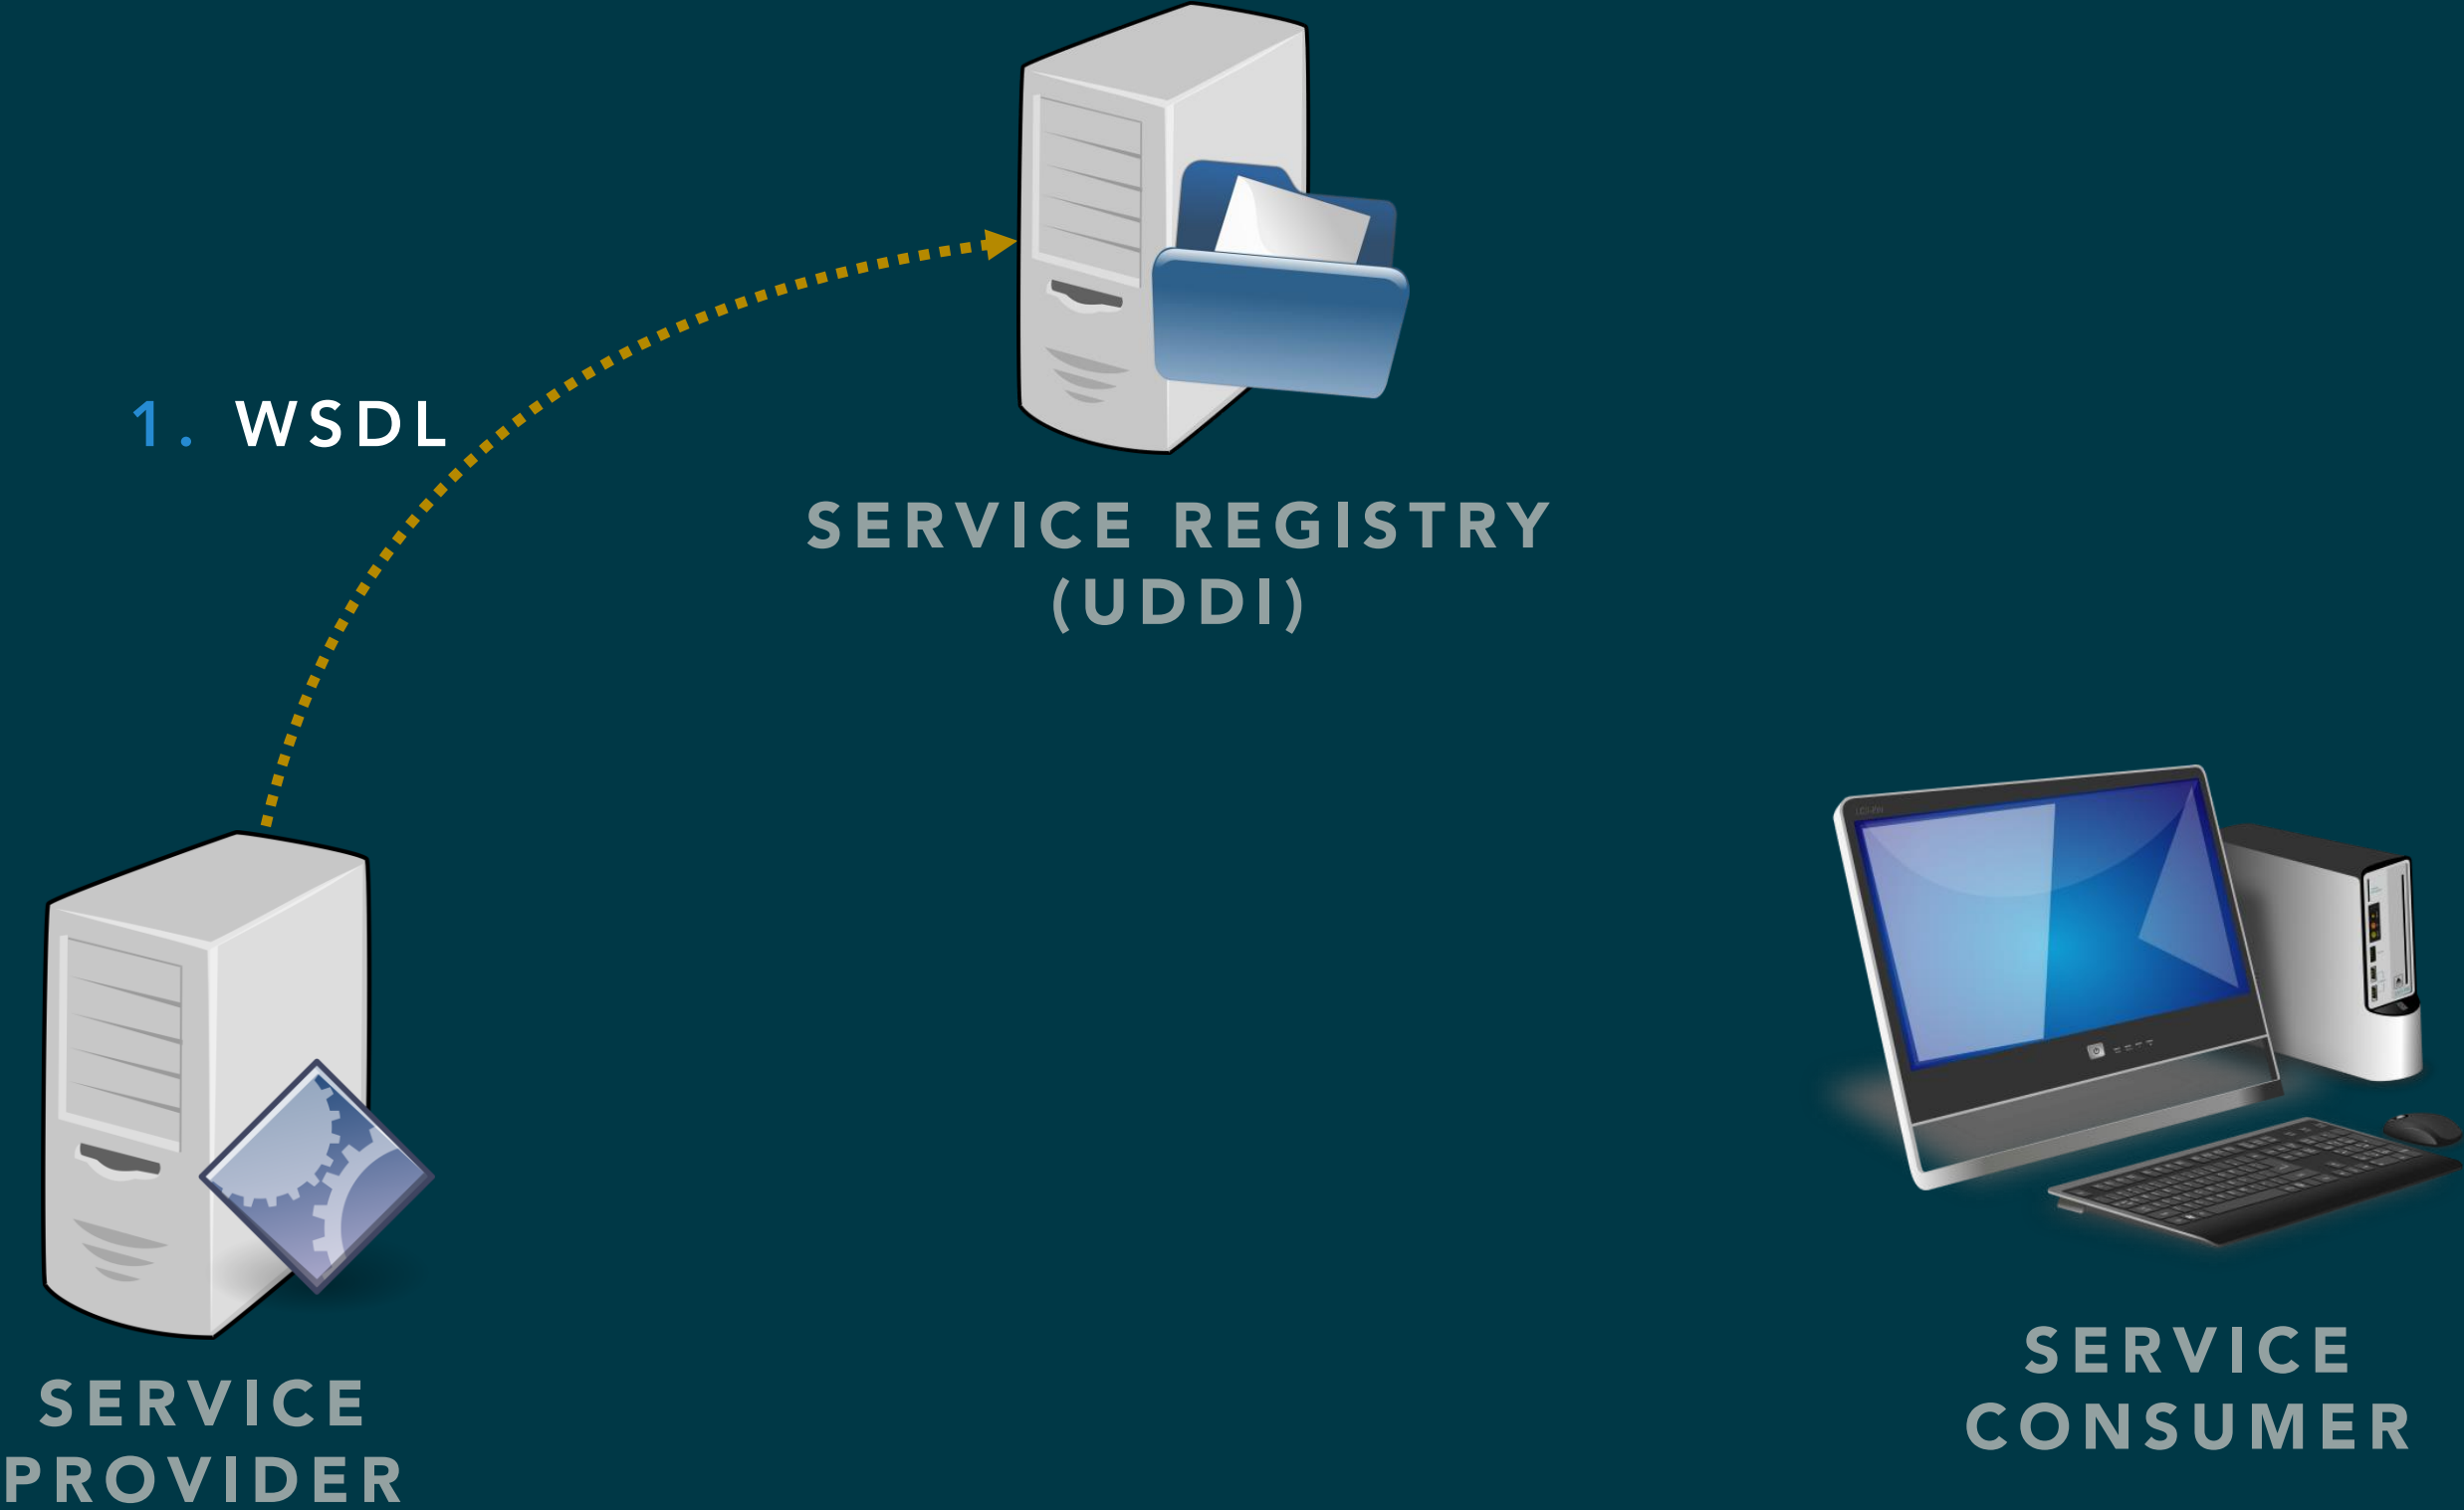 1. WSDL
SERVICE REGISTRY
(UDDI)
SERVICE
PROVIDER
SERVICE
CONSUMER